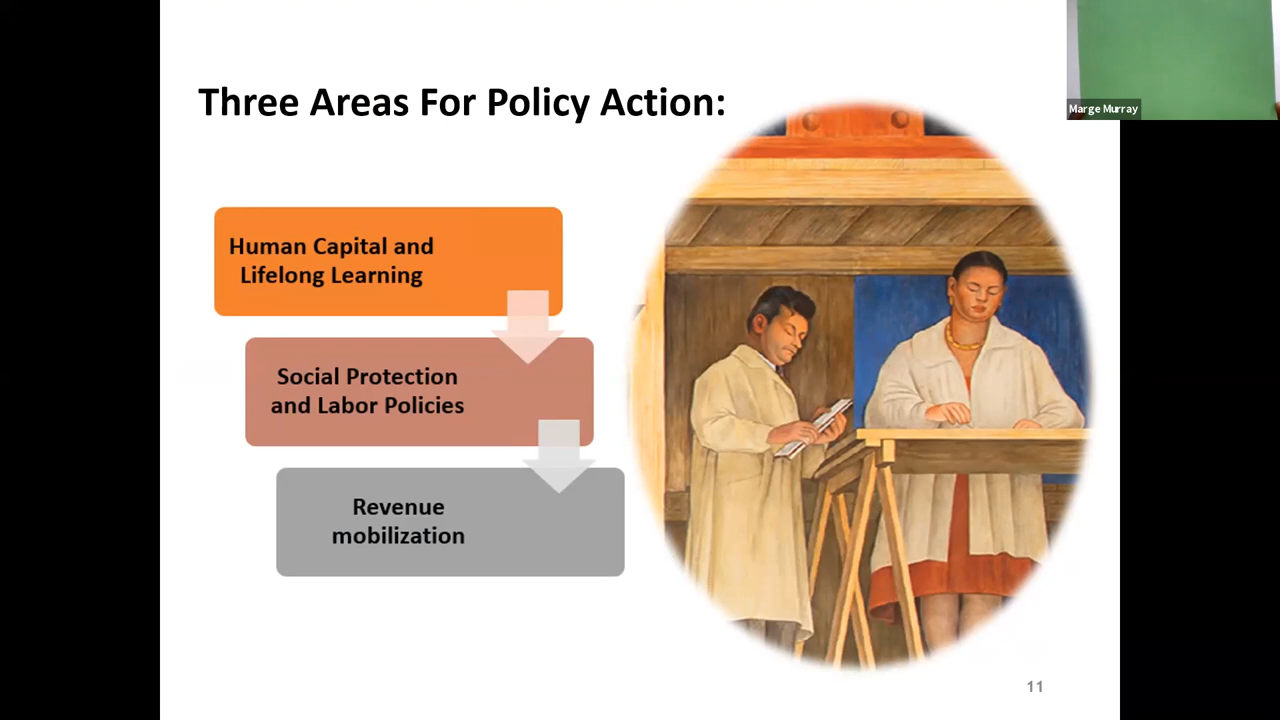 Three Areas For Policy Action:
Marge Murray
Human Capital and
Lifelong Learning
Social Protection
and Labor Policies
Revenue
mobilization
11